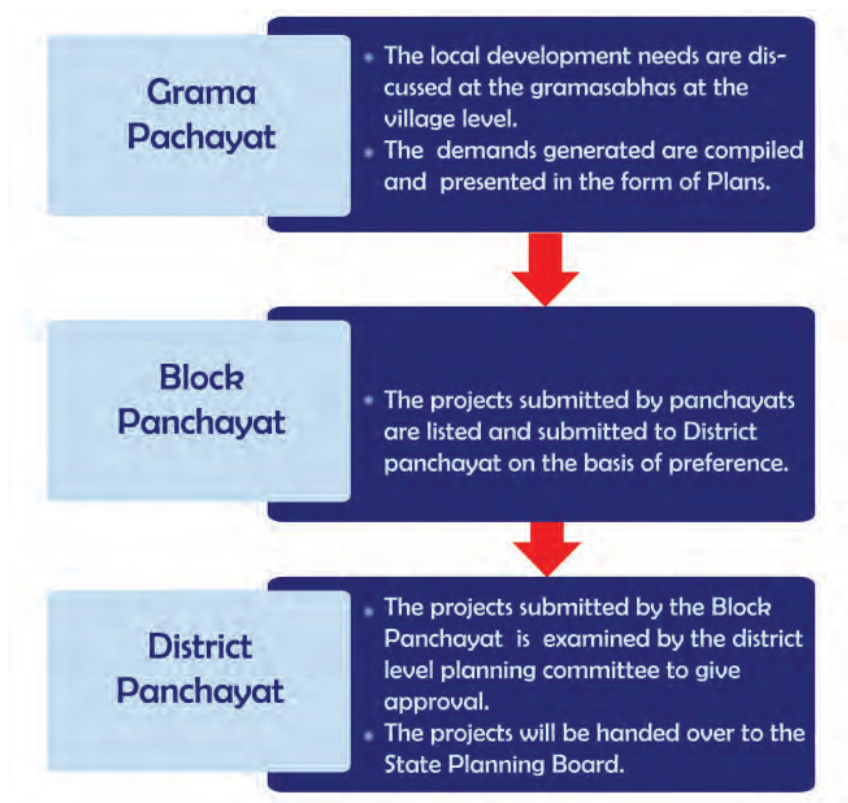 Grama
Pachayat
* The local development needs are dis-
cussed at the gramasabhas at the
village level.
* The demands generated are compiled
and presented in the form of Plans.
Block
Panchayat
* The projects submitted by panchayats
are listed and submitted to District
panchayat on the basis of preference.
District
Panchayat
* The projects submitted by the Block
Panchayat is examined by the district
level planning committee to give
approval.
* The projects will be handed over to the
State Planning Board.